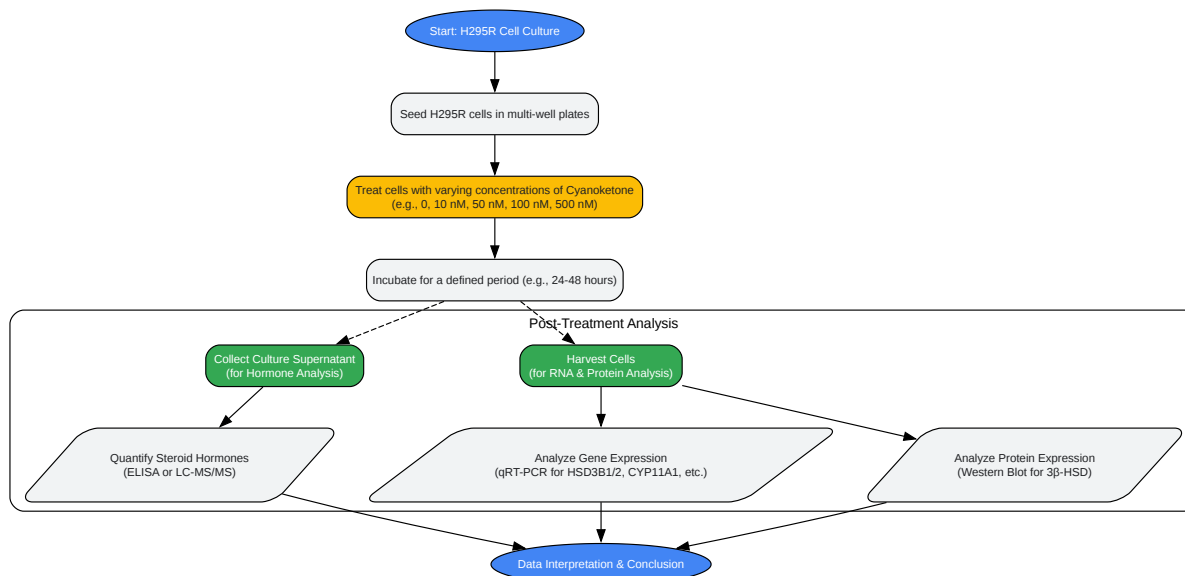 Start: H295R Cell Culture
Seed H295R cells in multi-well plates
Treat cells with varying concentrations of Cyanoketone
(e.g., 0, 10 nM, 50 nM, 100 nM, 500 nM)
Incubate for a defined period (e.g., 24-48 hours)
Post-Treatment Analysis
Collect Culture Supernatant
(for Hormone Analysis)
Harvest Cells
(for RNA & Protein Analysis)
Quantify Steroid Hormones
(ELISA or LC-MS/MS)
Analyze Gene Expression
(qRT-PCR for HSD3B1/2, CYP11A1, etc.)
Analyze Protein Expression
(Western Blot for 3β-HSD)
Data Interpretation & Conclusion